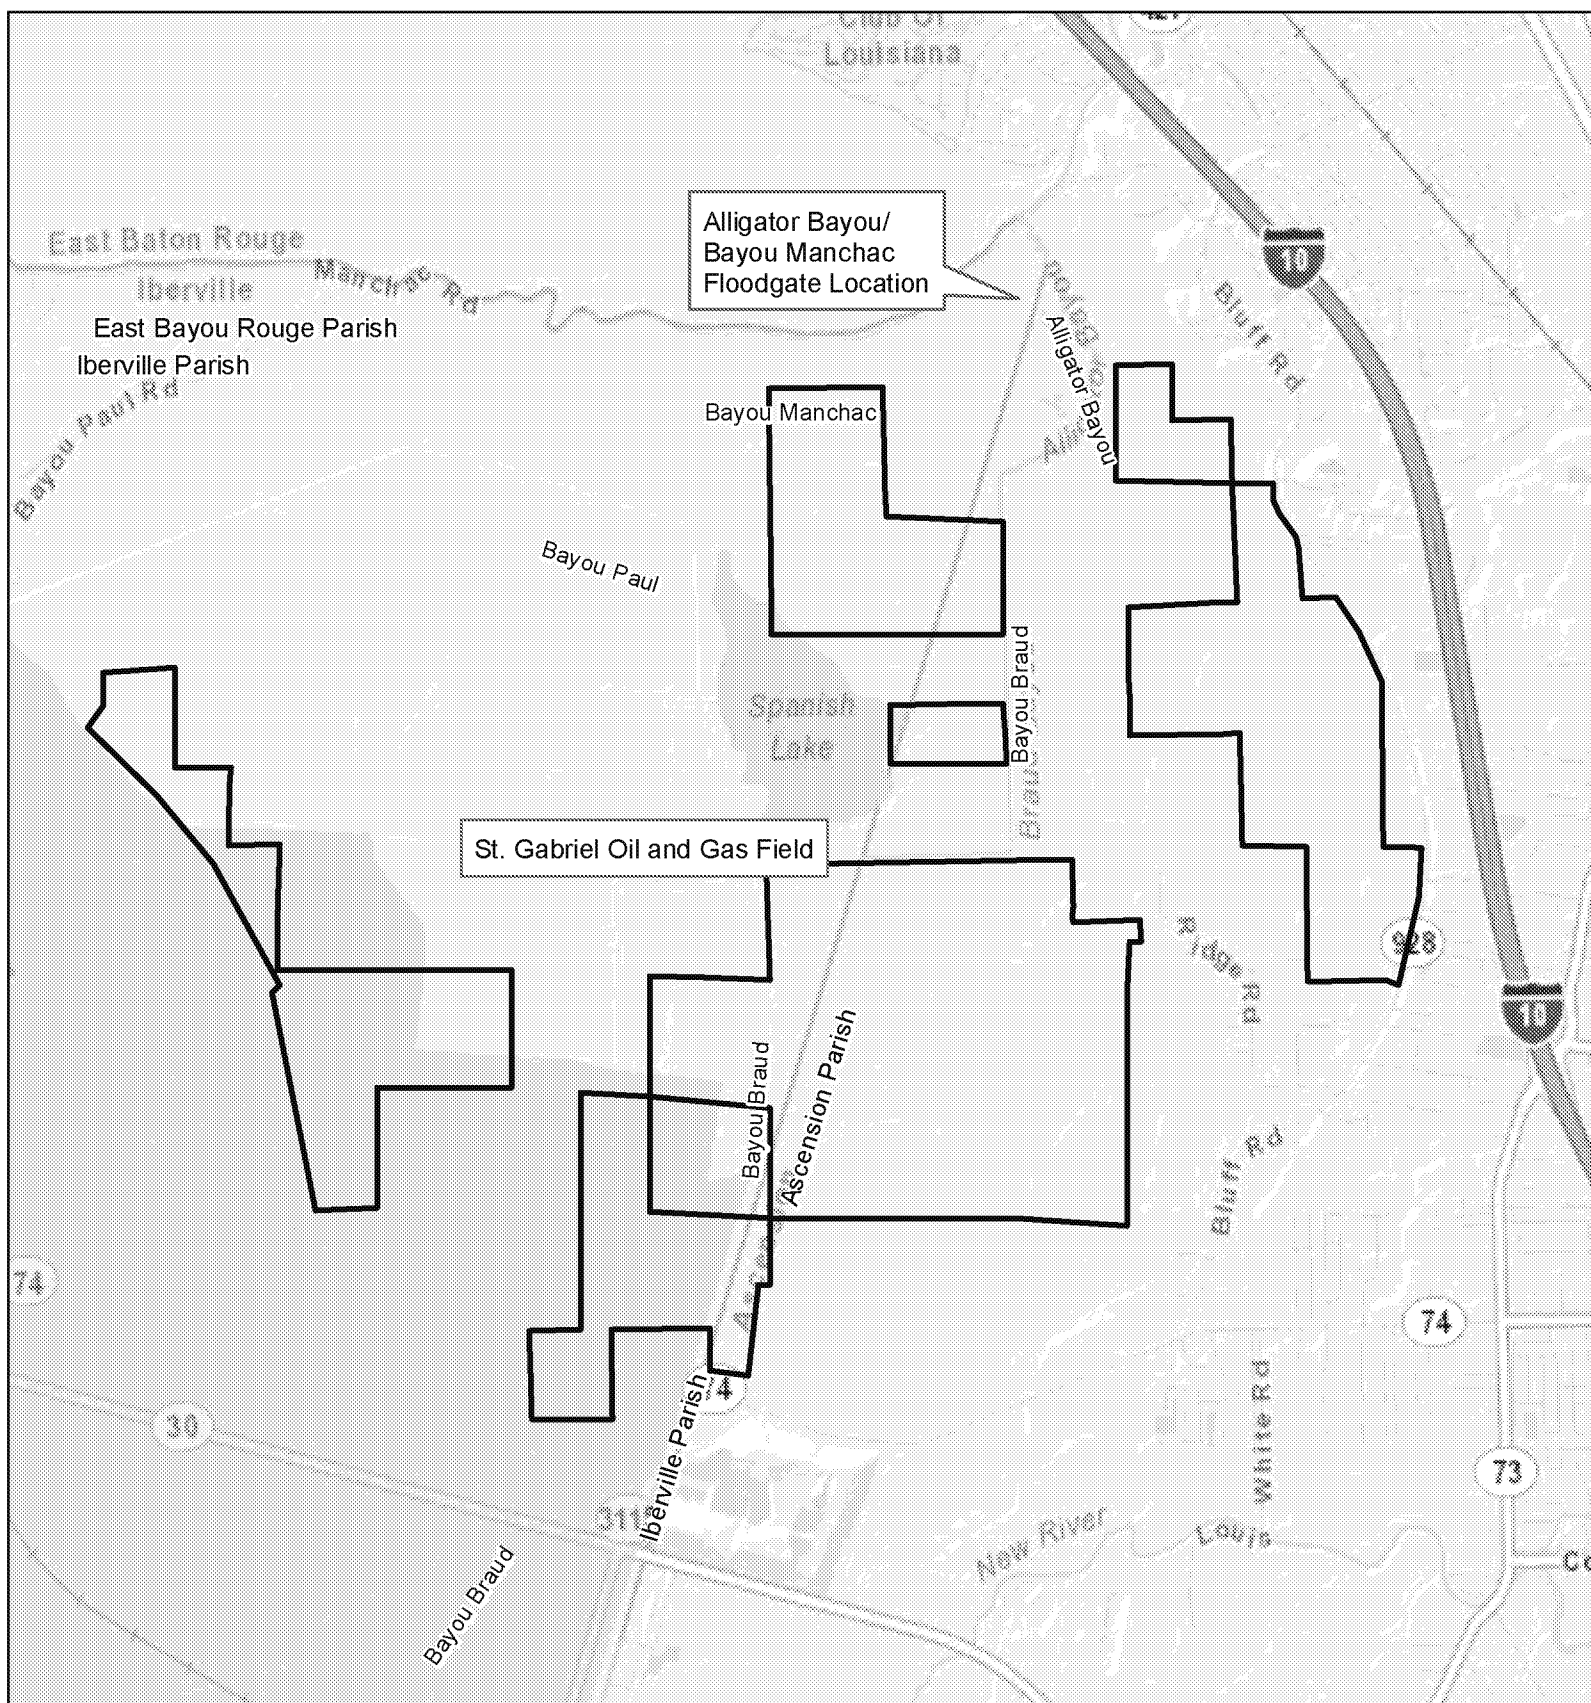 Club Of
Louisiana
Alligator Bayou/
Bayou Manchac
Floodgate Location
East Baton Rouge
Iberville
Manchac Rd
10
Bluff Rd
East Bayou Rouge Parish
Iberville Parish
Bayou Paul Rd
Alligator Bayou
Bayou Manchac
Bayou Paul
Bayou Braud
Spanish
Lake
St. Gabriel Oil and Gas Field
928
Ridge Rd
10
Bayou Braud
Ascension Parish
Bluff Rd
74
74
Iberville Parish
30
White Rd
73
New River
Louis
Bayou Braud